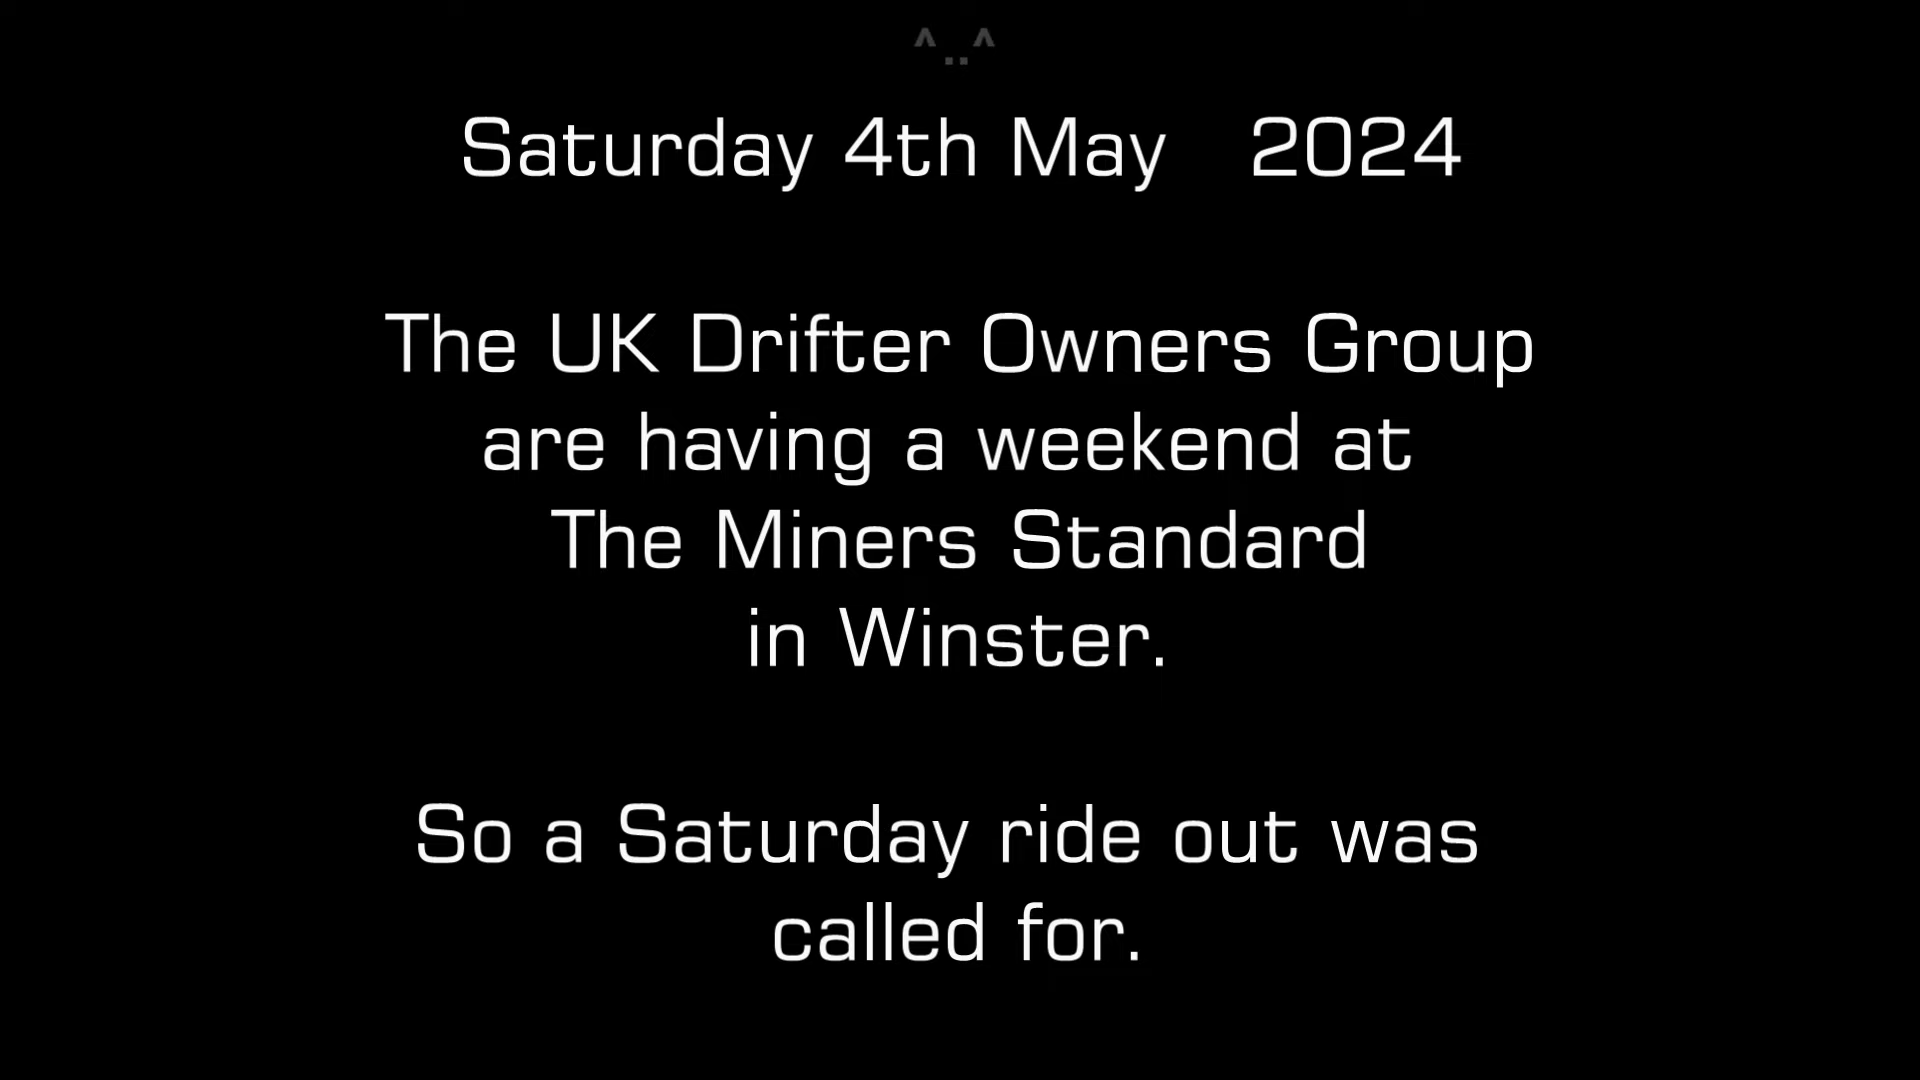 ^..^
Saturday 4th May 2024
The UK Drifter Owners Group
are having a weekend at
The Miners Standard
in Winster.
So a Saturday ride out was
called for.